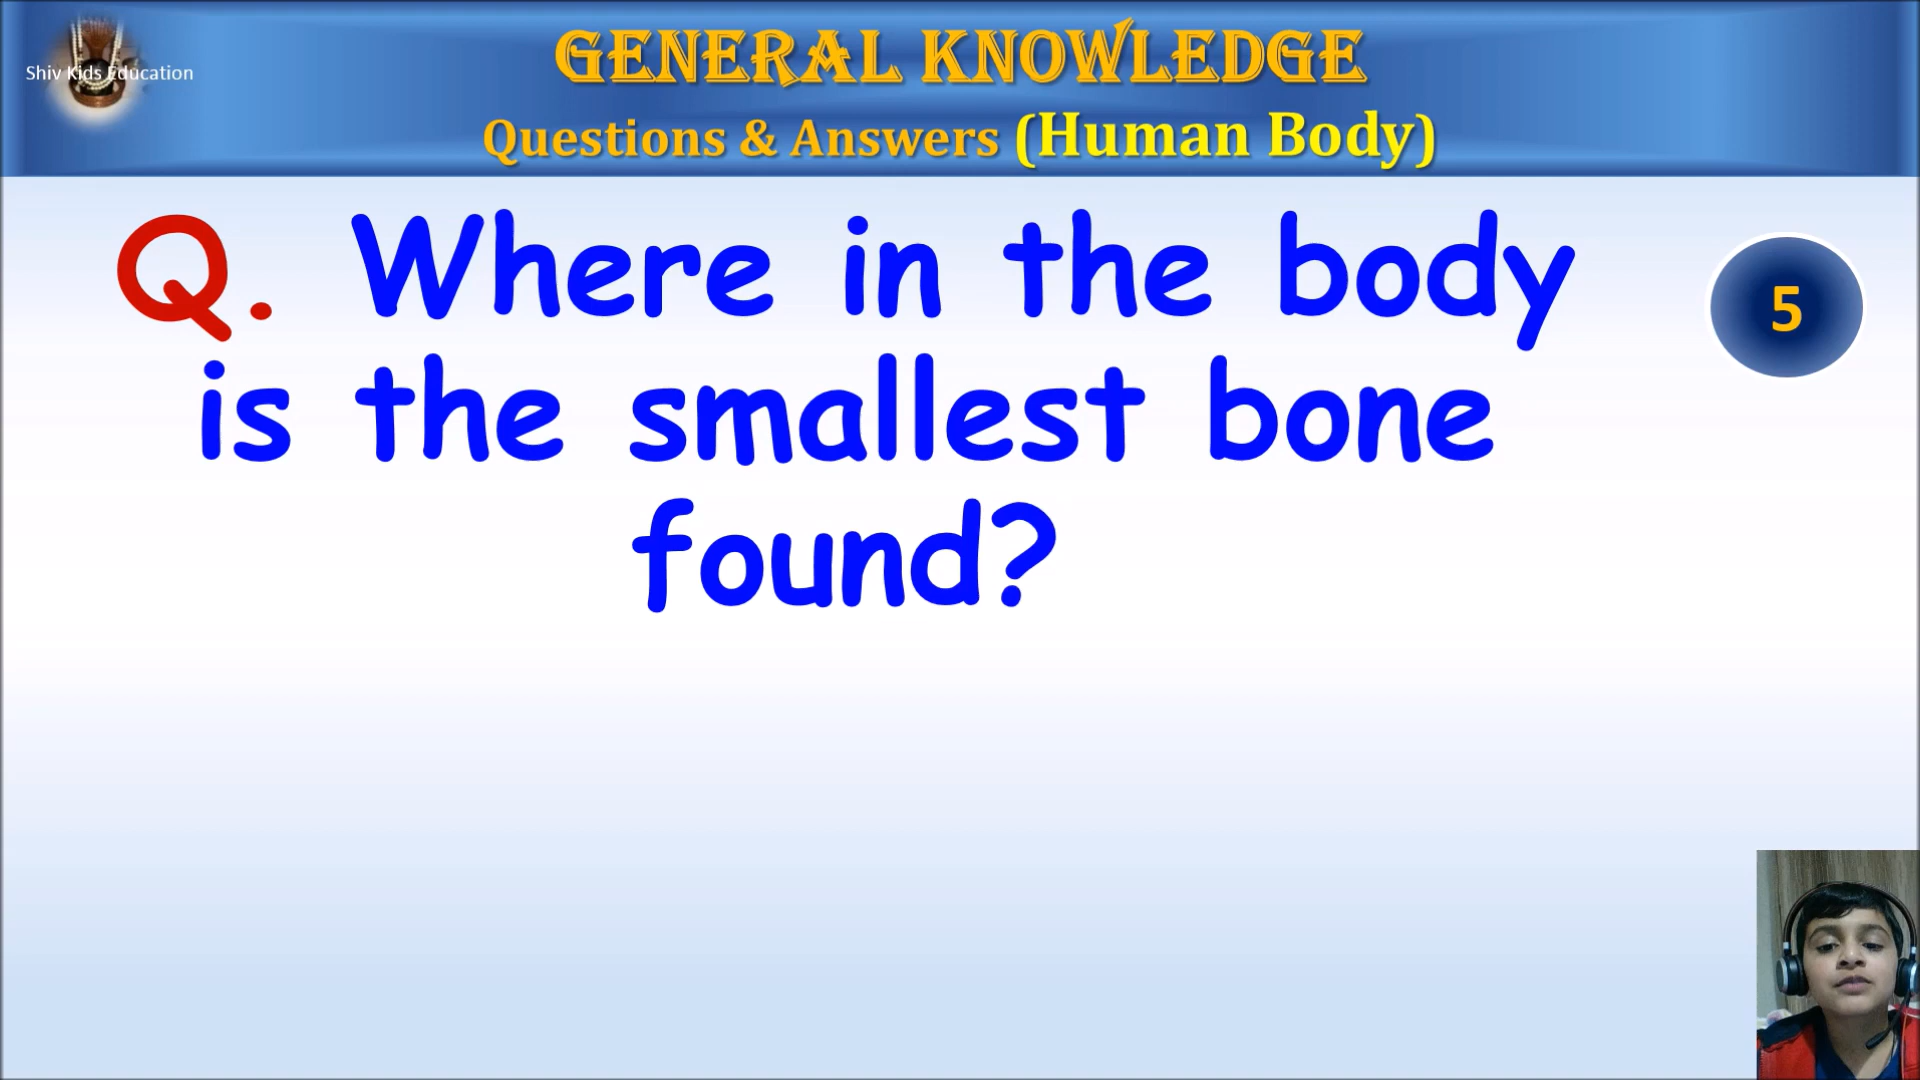 Shiv Kids Education
GENERAL KNOWLEDGE
Questions & Answers (Human Body)
Q. Where in the body
is the smallest bone
found?
5